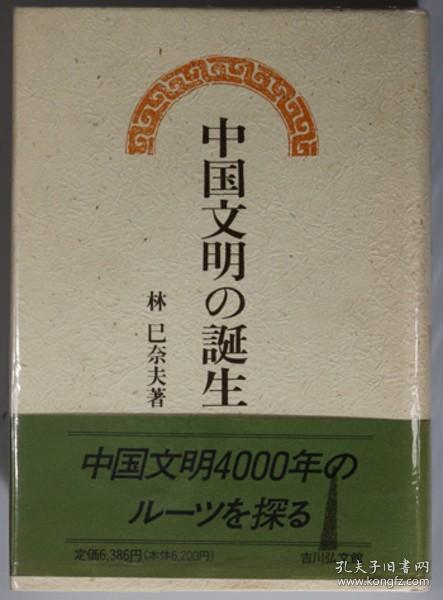 中国文明の誕生
林 巳奈夫著
中国文明4000年の
ルーツを探る
定価6,386円(本体6,200円)
吉川弘文館
孔夫子旧书网
www.kongfz.com